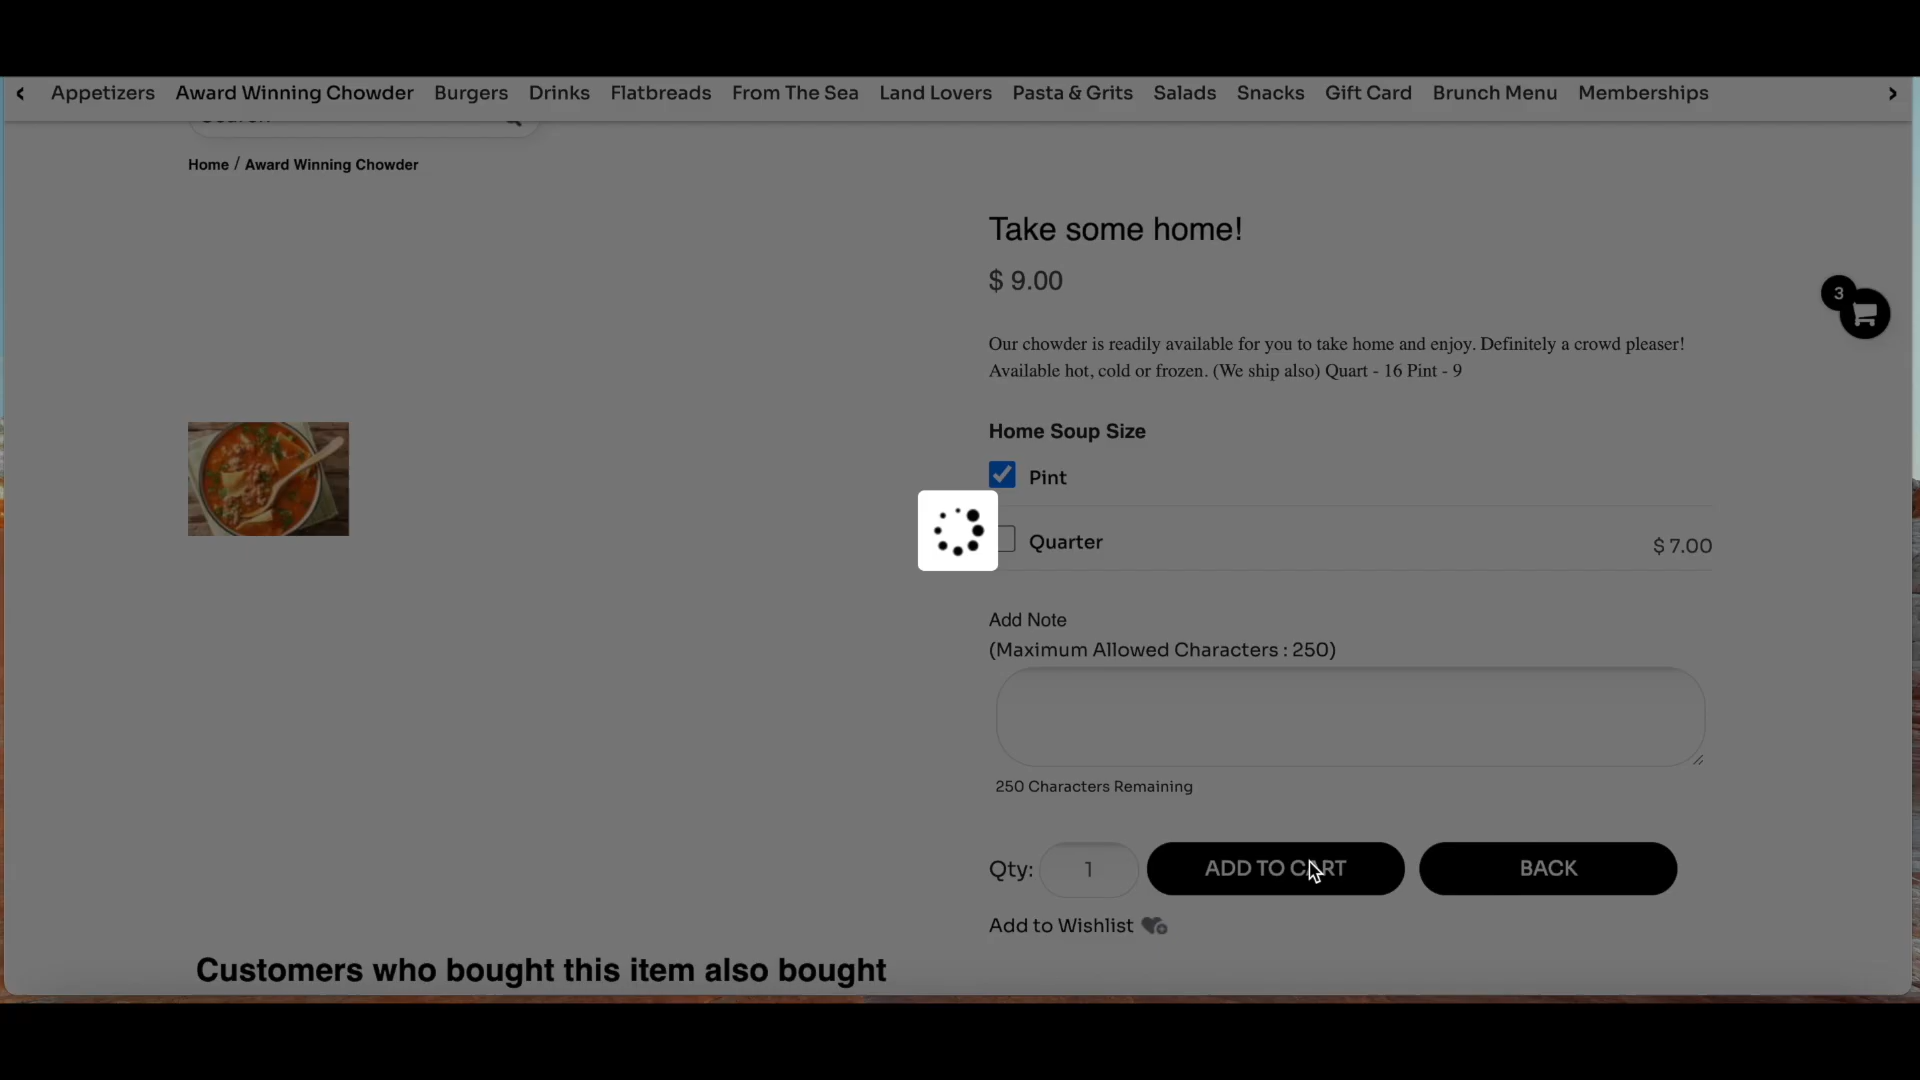 Appetizers Award Winning Chowder Burgers Drinks Flatbreads From The Sea Land Lovers Pasta & Grits Salads Snacks Gift Card Brunch Menu Memberships
Home / Award Winning Chowder
Take some home!
$ 9.00
3
Our chowder is readily available for you to take home and enjoy. Definitely a crowd pleaser!
Available hot, cold or frozen. (We ship also) Quart - 16 Pint - 9
Home Soup Size
Pint
Quarter $ 7.00
Add Note
(Maximum Allowed Characters : 250)
250 Characters Remaining
Qty: 1 ADD TO CART BACK
Add to Wishlist
Customers who bought this item also bought